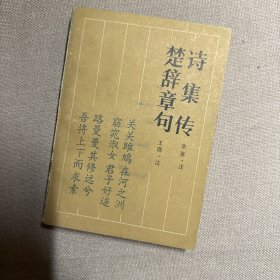 诗集传
朱熹·注
楚辞章句
王逸·注
关关雎鸠 在河之洲
窈窕淑女 君子好逑
路曼曼其修远兮
吾将上下而求索